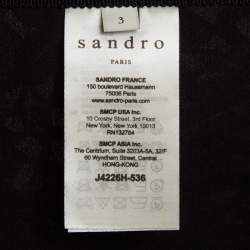 3
sandro
PARIS
SANDRO FRANCE
150 boulevard Haussmann
75008 Paris
www.sandro-paris.com
SMCP USA Inc.
10 Crosby Street, 3rd Floor
New York, New York 10013
RN132784
SMCP ASIA Inc.
The Centrium, Suite 3203A-5A, 32/F
60 Wyndham Street, Central
HONG-KONG
J4226H-536